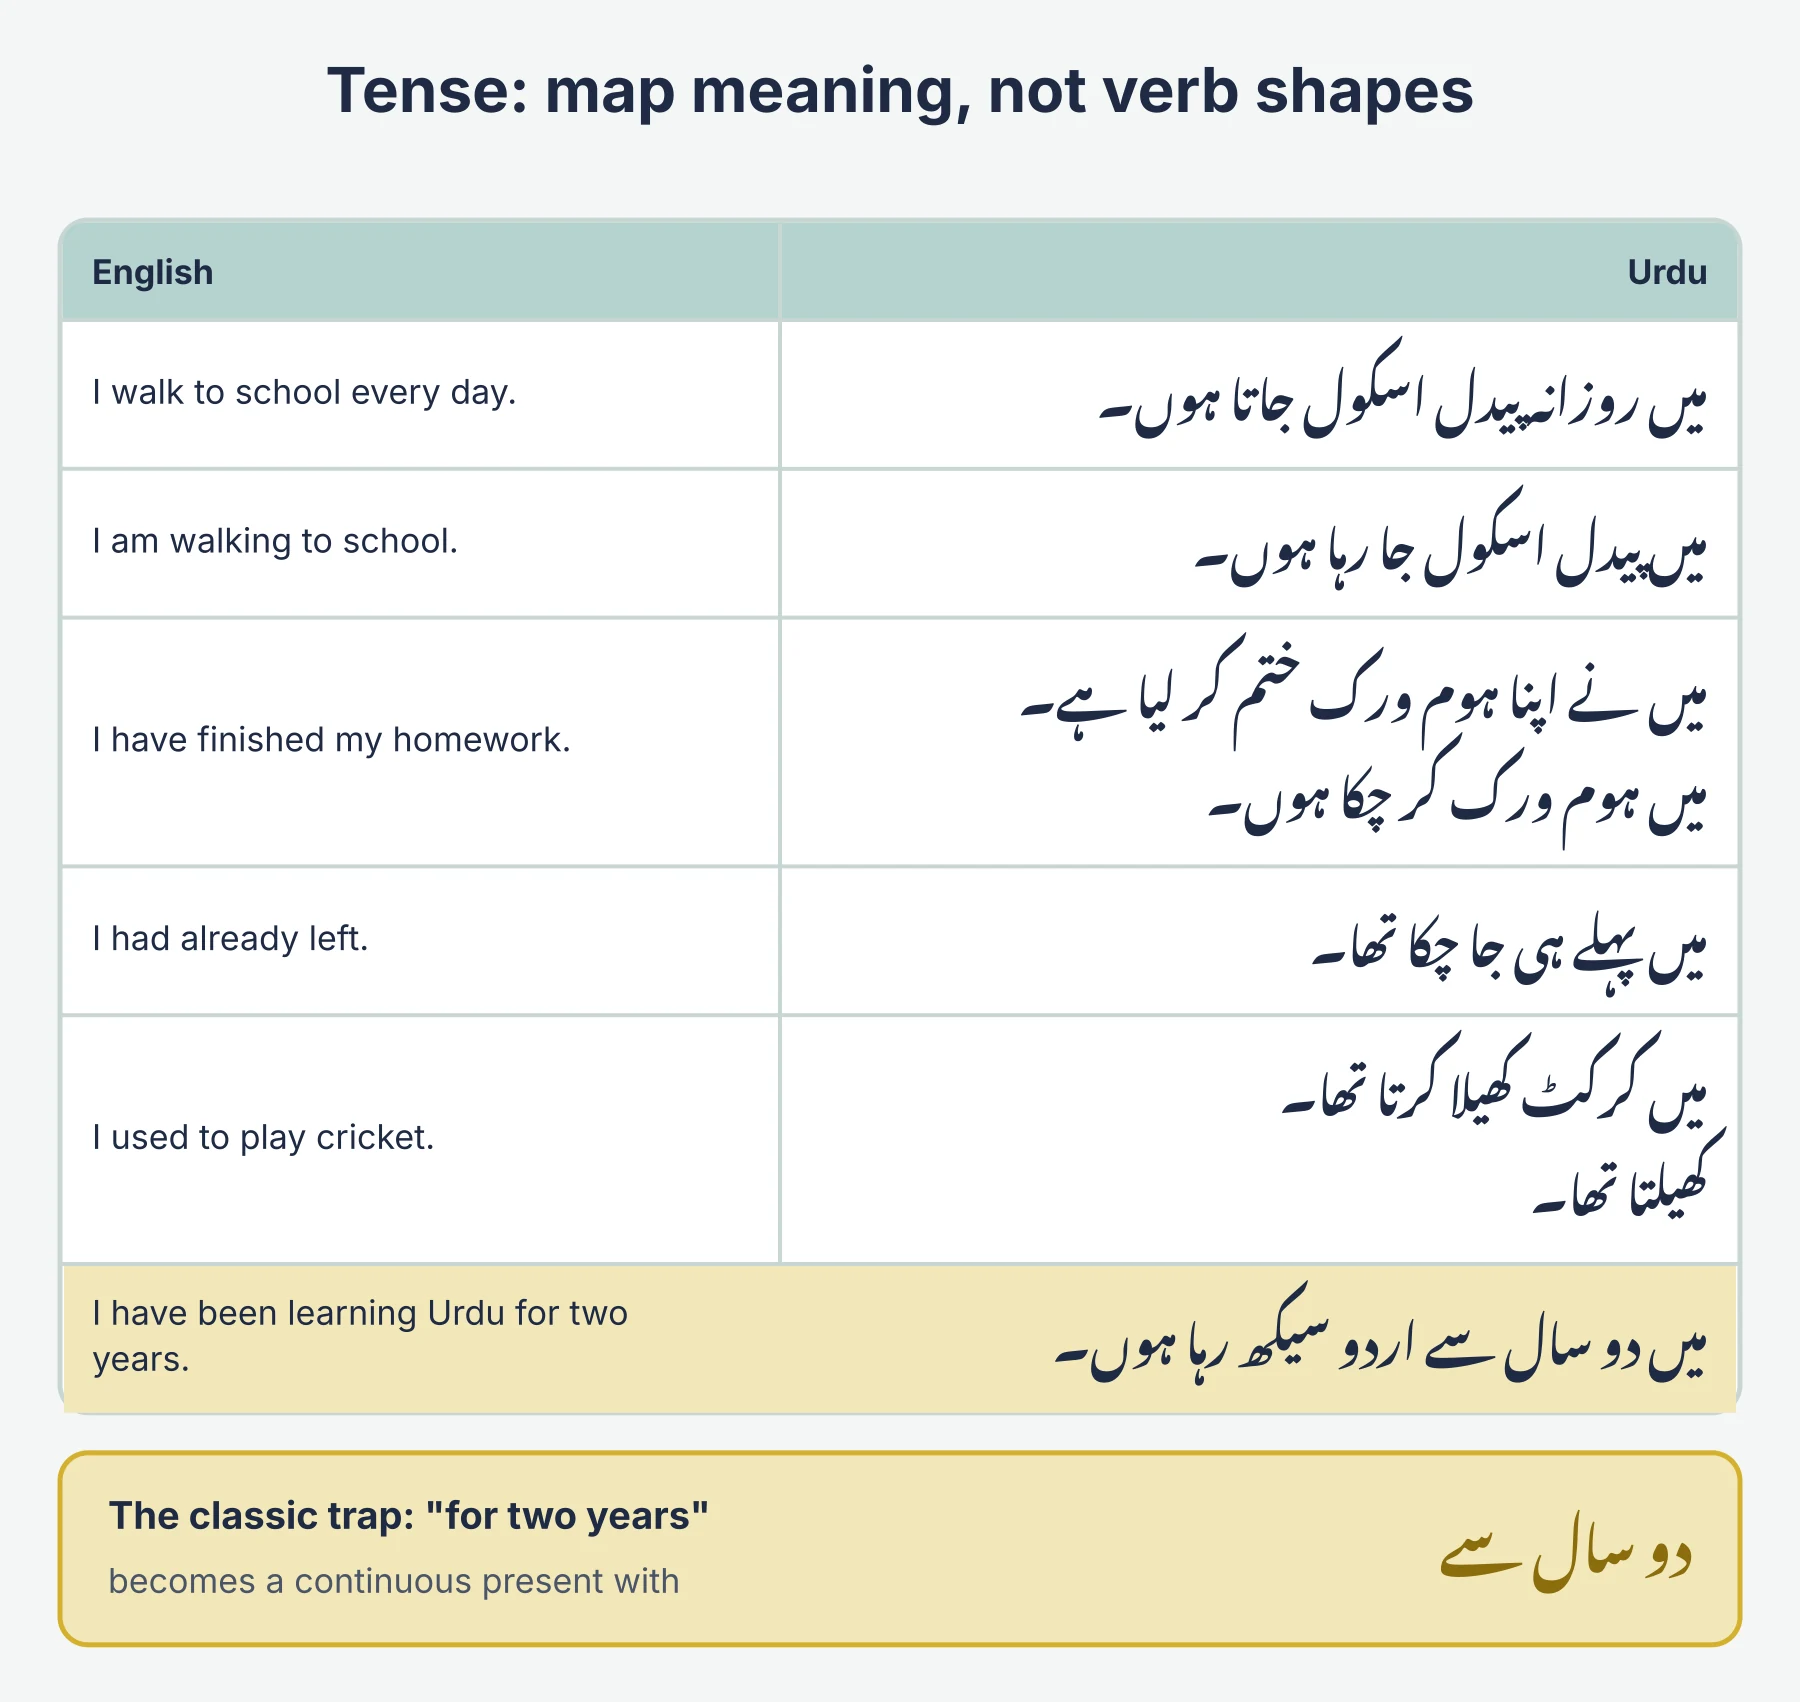 Tense: map meaning, not verb shapes
English
Urdu
I walk to school every day.
میں روزانہ پیدل اسکول جاتا ہوں۔
I am walking to school.
میں پیدل اسکول جا رہا ہوں۔
I have finished my homework.
میں نے اپنا ہوم ورک ختم کر لیا ہے۔
میں ہوم ورک کر چکا ہوں۔
I had already left.
میں پہلے ہی جا چکا تھا۔
I used to play cricket.
میں کرکٹ کھیلا کرتا تھا۔
کھیلتا تھا۔
I have been learning Urdu for two
years.
میں دو سال سے اردو سیکھ رہا ہوں۔
The classic trap: "for two years"
becomes a continuous present with
دو سال سے